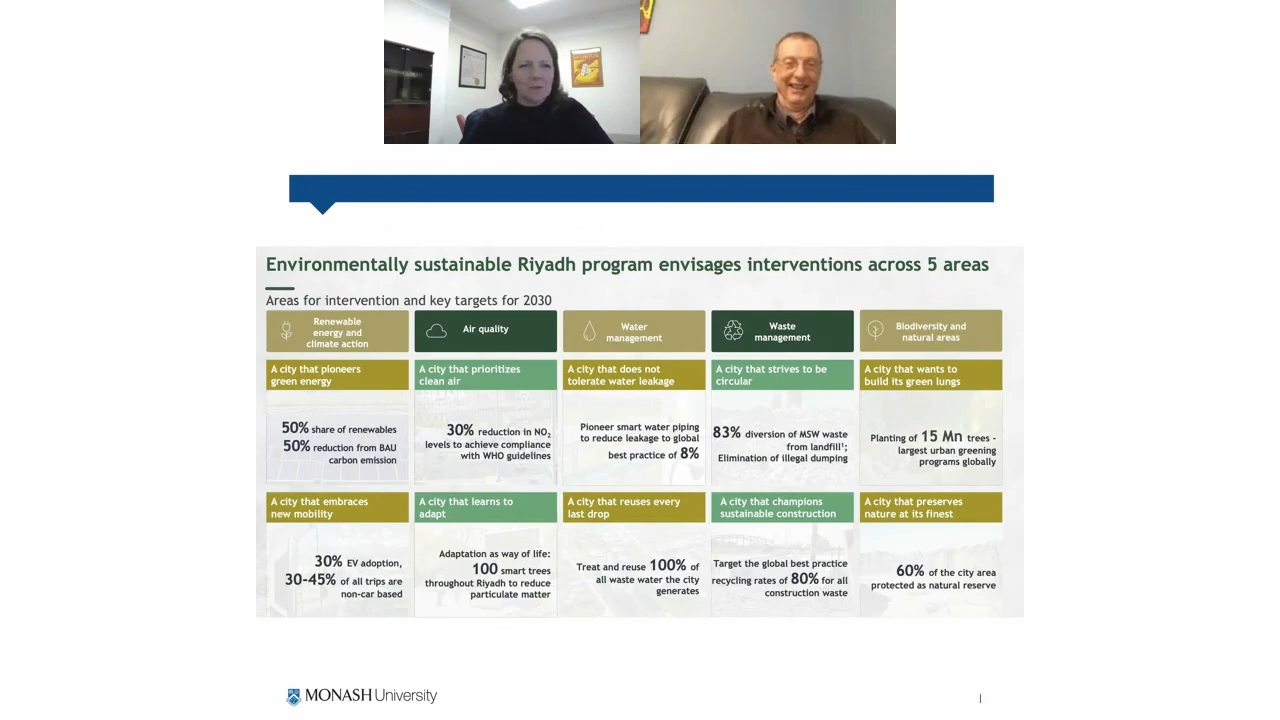 Environmentally sustainable Riyadh program envisages interventions across 5 areas
Areas for intervention and key targets for 2030
Renewable
energy and
climate action
Air quality
Water
management
Waste
management
Biodiversity and
natural areas
A city that pioneers
green energy
A city that prioritizes
clean air
A city that does not
tolerate water leakage
A city that strives to be
circular
A city that wants to
build its green lungs
50% share of renewables
50% reduction from BAU
carbon emission
30% reduction in NO₂
levels to achieve compliance
with WHO guidelines
Pioneer smart water piping
to reduce leakage to global
best practice of 8%
83% diversion of MSW waste
from landfill¹;
Elimination of illegal dumping
Planting of 15 Mn trees -
largest urban greening
programs globally
A city that embraces
new mobility
A city that learns to
adapt
A city that reuses every
last drop
A city that champions
sustainable construction
A city that preserves
nature at its finest
30% EV adoption,
30-45% of all trips are
non-car based
Adaptation as way of life:
100 smart trees
throughout Riyadh to reduce
particulate matter
Treat and reuse 100% of
all waste water the city
generates
Target the global best practice
recycling rates of 80% for all
construction waste
60% of the city area
protected as natural reserve
MONASH University